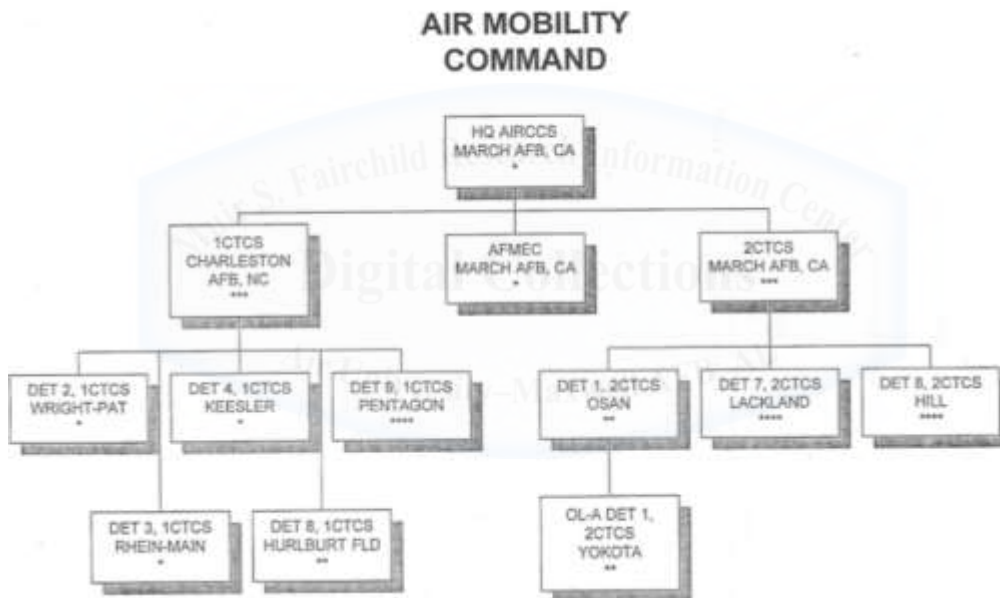 AIR MOBILITY
COMMAND
HQ AIRCCS
MARCH AFB, CA
*
1CTCS
CHARLESTON
AFB, NC
***
AFMEC
MARCH AFB, CA
*
2CTCS
MARCH AFB, CA
***
DET 2, 1CTCS
WRIGHT-PAT
*
DET 4, 1CTCS
KEESLER
*
DET 9, 1CTCS
PENTAGON
****
DET 1, 2CTCS
OSAN
**
DET 7, 2CTCS
LACKLAND
****
DET 8, 2CTCS
HILL
****
DET 3, 1CTCS
RHEIN-MAIN
*
DET 8, 1CTCS
HURLBURT FLD
**
OL-A DET 1,
2CTCS
YOKOTA
**
Digital Collections